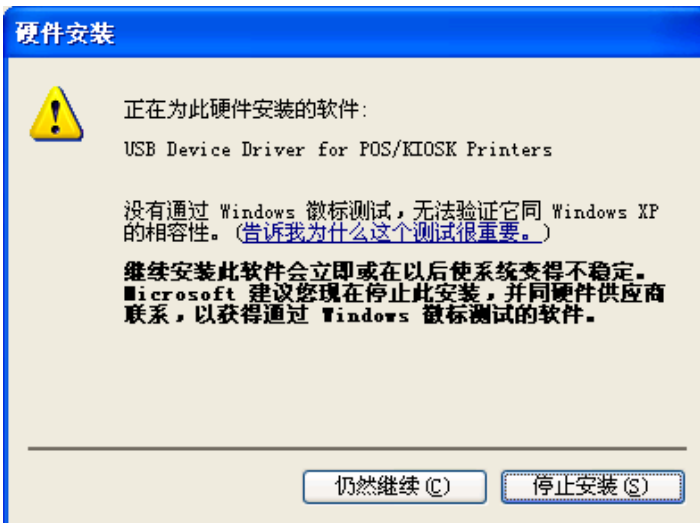 硬件安装
正在为此硬件安装的软件:
USB Device Driver for POS/KIOSK Printers
没有通过 Windows 徽标测试，无法验证它同 Windows XP
的相容性。(告诉我为什么这个测试很重要。)
继续安装此软件会立即或在以后使系统变得不稳定。
Microsoft 建议您现在停止此安装，并同硬件供应商
联系，以获得通过 Windows 徽标测试的软件。
仍然继续(C)
停止安装(S)